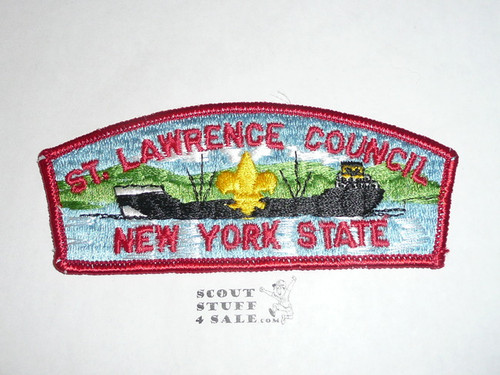 ST. LAWRENCE COUNCIL
NEW YORK STATE
SCOUT
STUFF
4 SALE.COM